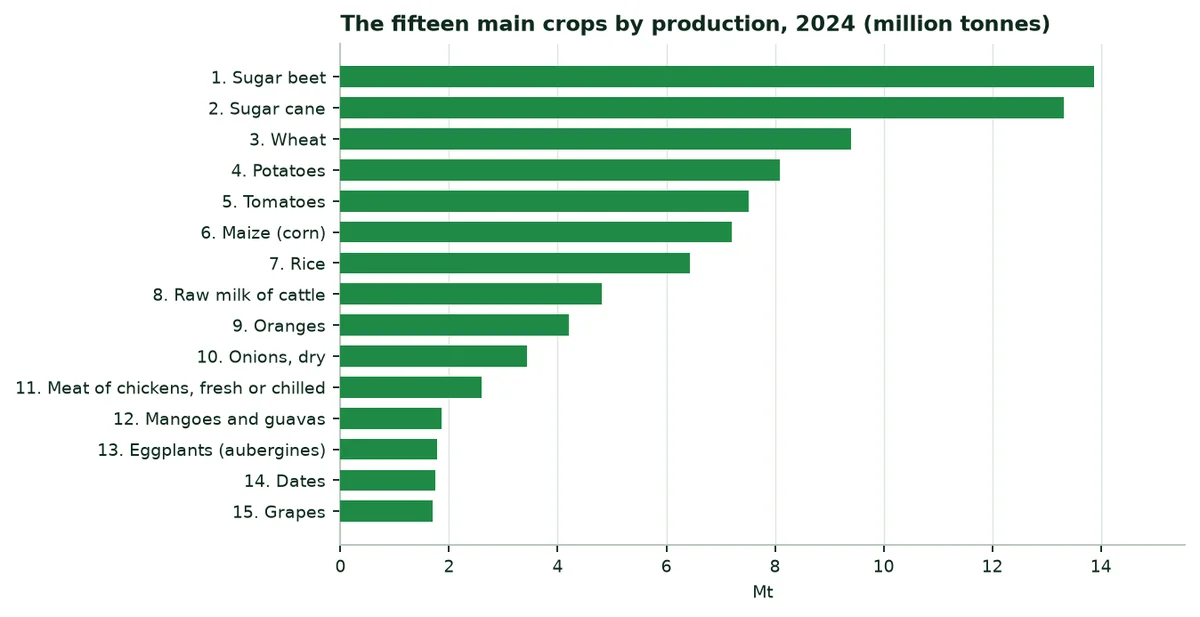 The fifteen main crops by production, 2024 (million tonnes)
1. Sugar beet
2. Sugar cane
3. Wheat
4. Potatoes
5. Tomatoes
6. Maize (corn)
7. Rice
8. Raw milk of cattle
9. Oranges
10. Onions, dry
11. Meat of chickens, fresh or chilled
12. Mangoes and guavas
13. Eggplants (aubergines)
14. Dates
15. Grapes
0 2 4 6 8 10 12 14
Mt